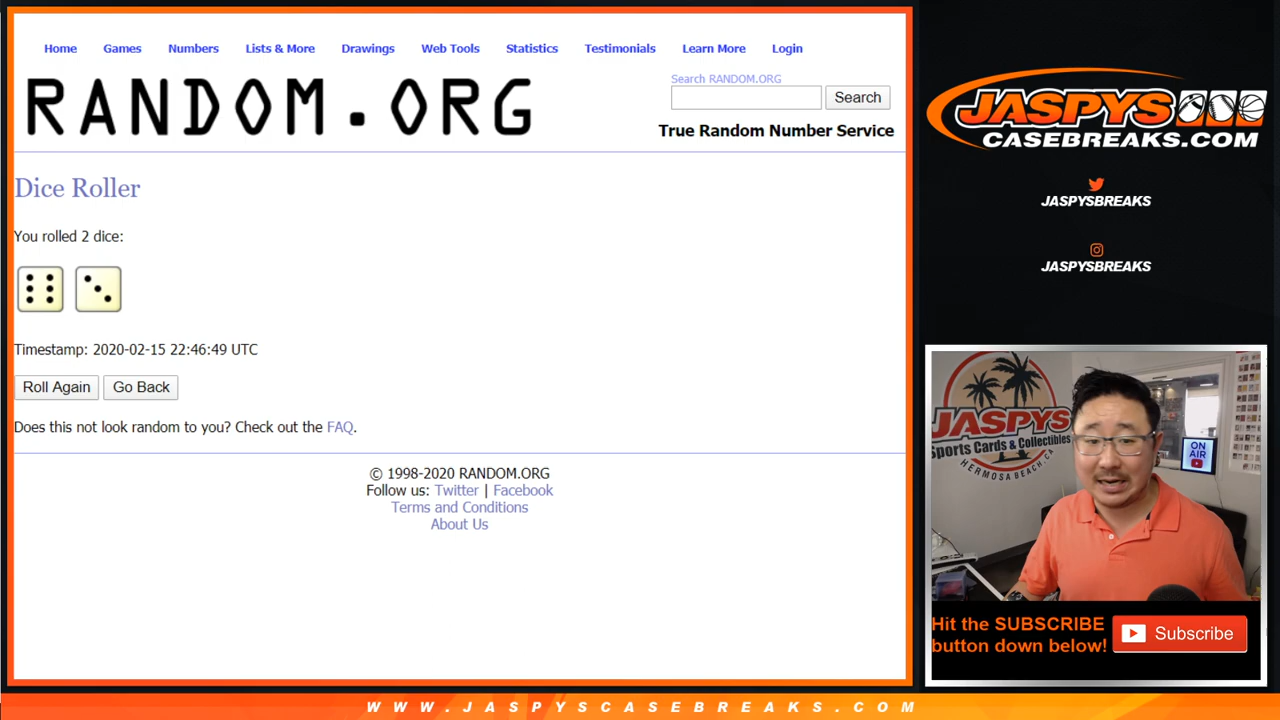 Home Games Numbers Lists & More Drawings Web Tools Statistics Testimonials Learn More Login
RANDOM.ORG
Search RANDOM.ORG
Search
True Random Number Service
Dice Roller
You rolled 2 dice:
Timestamp: 2020-02-15 22:46:49 UTC
Roll Again Go Back
Does this not look random to you? Check out the FAQ.
© 1998-2020 RANDOM.ORG
Follow us: Twitter | Facebook
Terms and Conditions
About Us
JASPYS
CASEBREAKS.COM
JASPYSBREAKS
JASPYSBREAKS
JASPYS
Sports Cards & Collectibles
HERMOSA BEACH, CA
ON
AIR
Hit the SUBSCRIBE
button down below!
Subscribe
WWW.JASPYSCASEBREAKS.COM